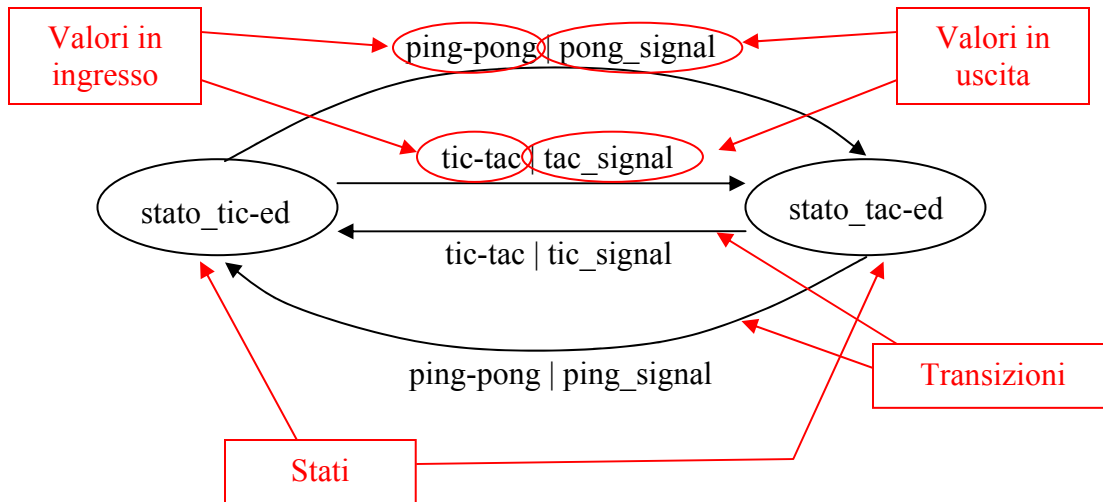 Valori in
ingresso
ping-pong | pong_signal
Valori in
uscita
tic-tac | tac_signal
stato_tic-ed
stato_tac-ed
tic-tac | tic_signal
ping-pong | ping_signal
Transizioni
Stati